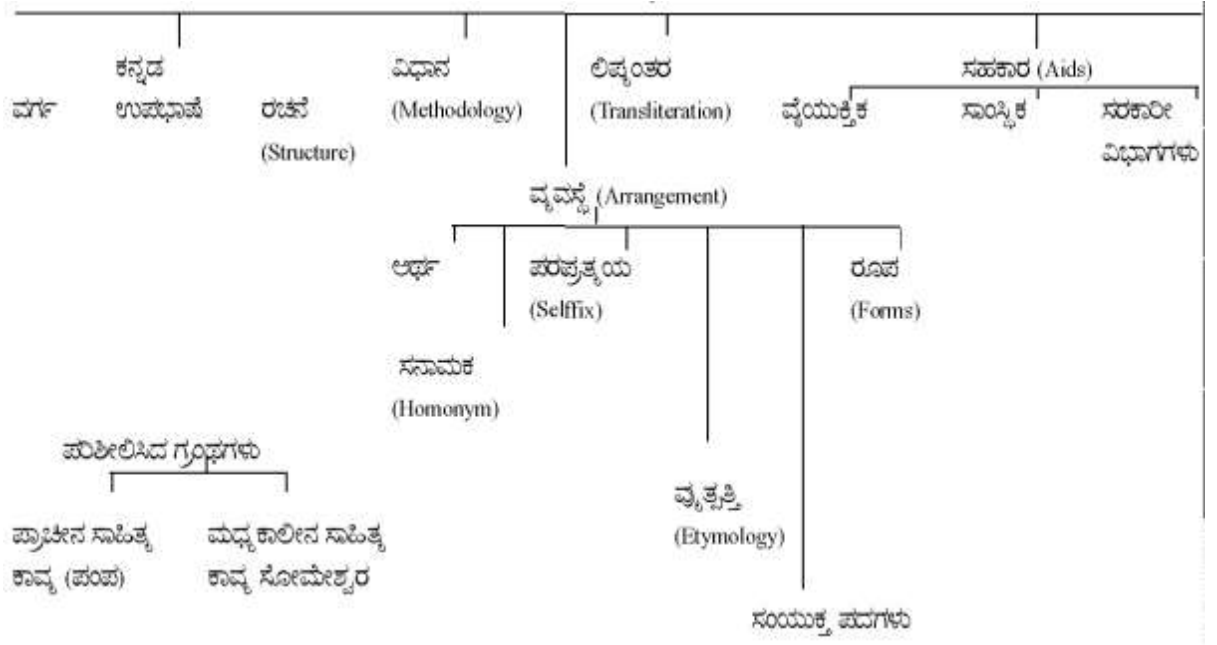 ಕನ್ನಡ
ವಿಧಾನ
ಲಿಪ್ಯಂತರ
ಸಹಕಾರ (Aids)
ವರ್ಗ
ಉಪಭಾಷೆ
ರಚನೆ
(Methodology)
(Transliteration)
ವೈಯುಕ್ತಿಕ
ಸಾಂಸ್ಥಿಕ
ಸರಕಾರೀ
(Structure)
ವಿಭಾಗಗಳು
ವ್ಯವಸ್ಥೆ (Arrangement)
ಅರ್ಥ
ಪರಪ್ರತ್ಯಯ
ರೂಪ
(Selffix)
(Forms)
ಸನಾಮಕ
(Homonym)
ಪರಿಶೀಲಿಸಿದ ಗ್ರಂಥಗಳು
ವ್ಯುತ್ಪತ್ತಿ
ಪ್ರಾಚೀನ ಸಾಹಿತ್ಯ
ಮಧ್ಯಕಾಲೀನ ಸಾಹಿತ್ಯ
(Etymology)
ಕಾವ್ಯ (ಪಂಪ)
ಕಾವ್ಯ ಸೋಮೇಶ್ವರ
ಸಂಯುಕ್ತ ಪದಗಳು